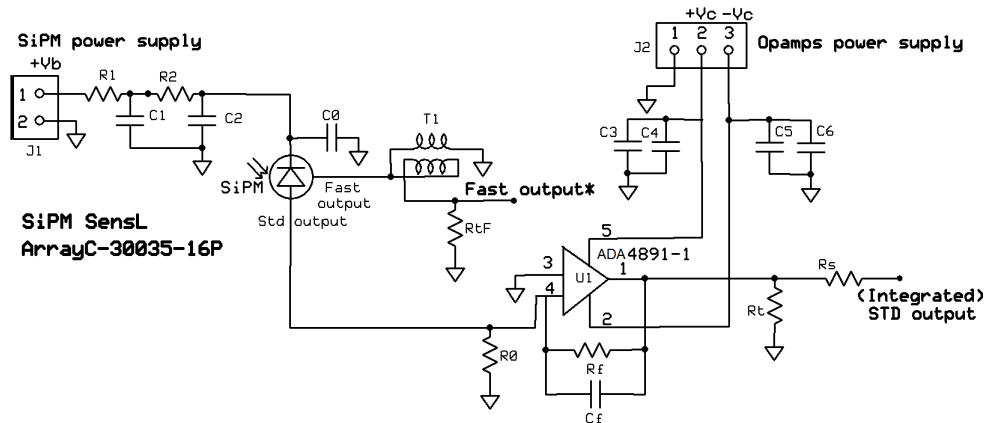 +Vc -Vc
SiPM power supply
1 2 3
J2
Opamps power supply
+Vb
R1
R2
1
2
C1
C2
J1
C0
T1
C3
C4
C5
C6
SiPM
Fast
output
Std output
Fast output*
RtF
SiPM SensL
ArrayC-30035-16P
5
ADA4891-1
3
U1
1
4
2
Rs
(Integrated)
STD output
Rt
R0
Rf
Cf